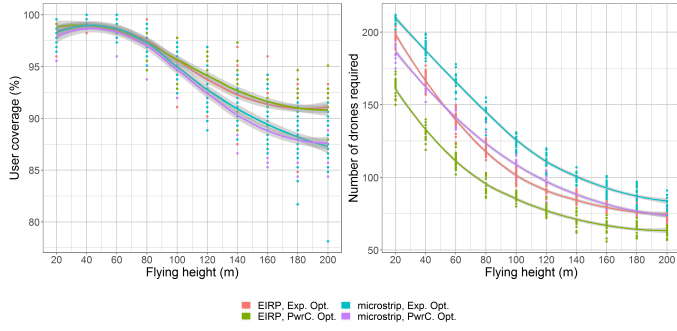 100
95
90
85
80
User coverage (%)
20 40 60 80 100 120 140 160 180 200
Flying height (m)
200
150
100
50
Number of drones required
20 40 60 80 100 120 140 160 180 200
Flying height (m)
EIRP, Exp. Opt. microstrip, Exp. Opt.
EIRP, PwrC. Opt. microstrip, PwrC. Opt.